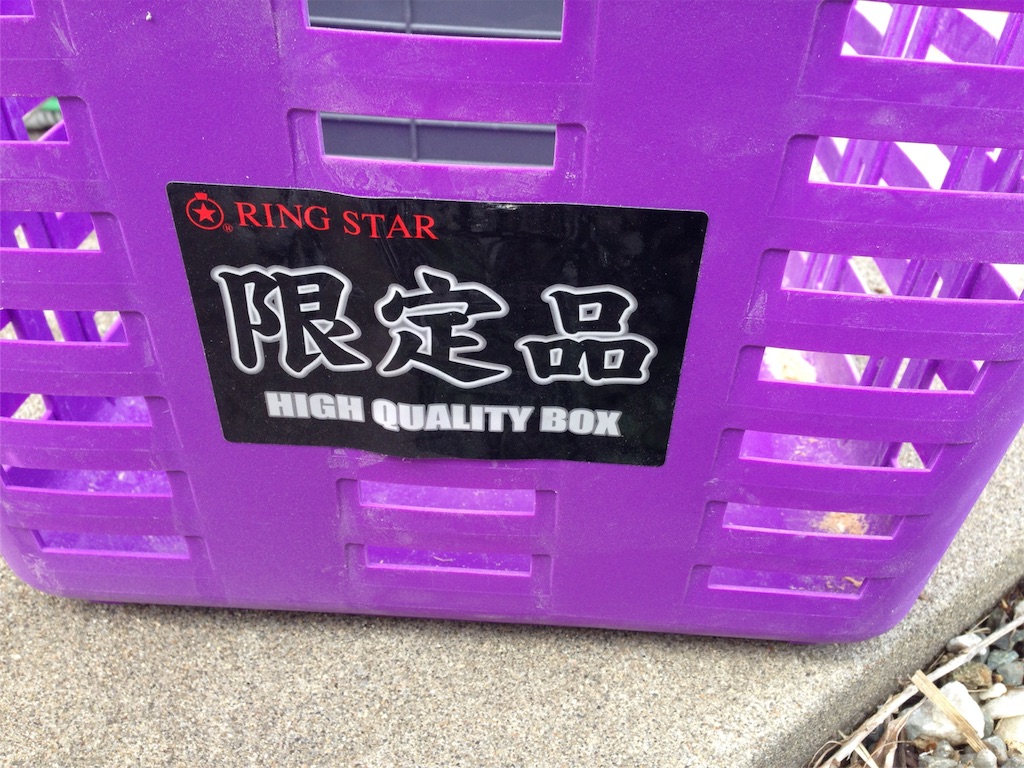 ® RING STAR
限定品
HIGH QUALITY BOX